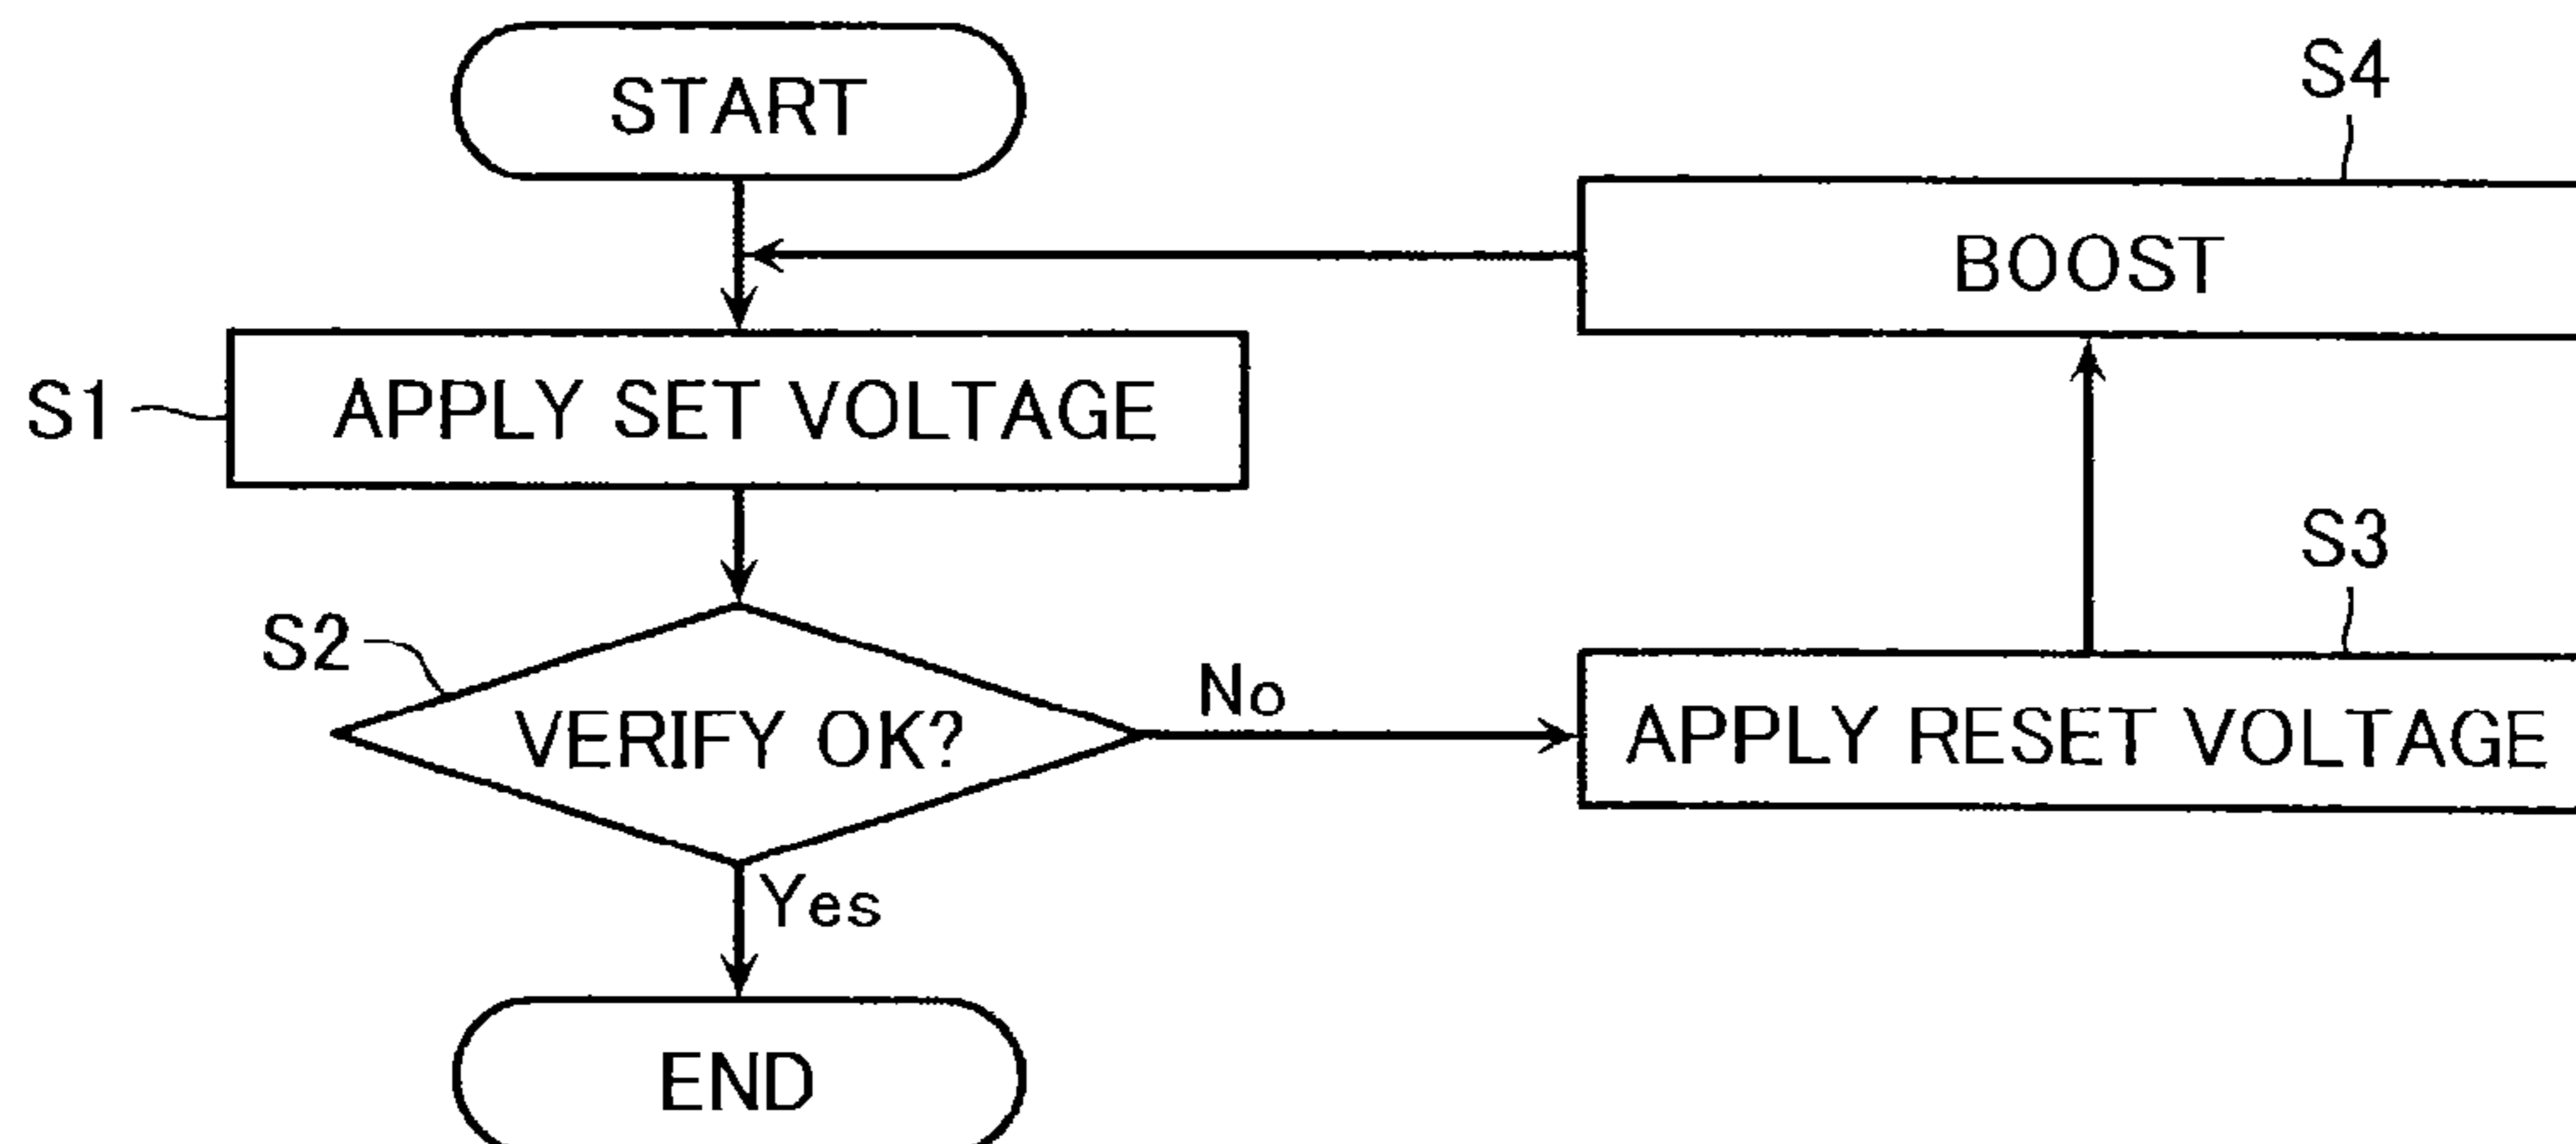 START
S4
BOOST
S1
APPLY SET VOLTAGE
S3
S2
No
VERIFY OK?
APPLY RESET VOLTAGE
Yes
END